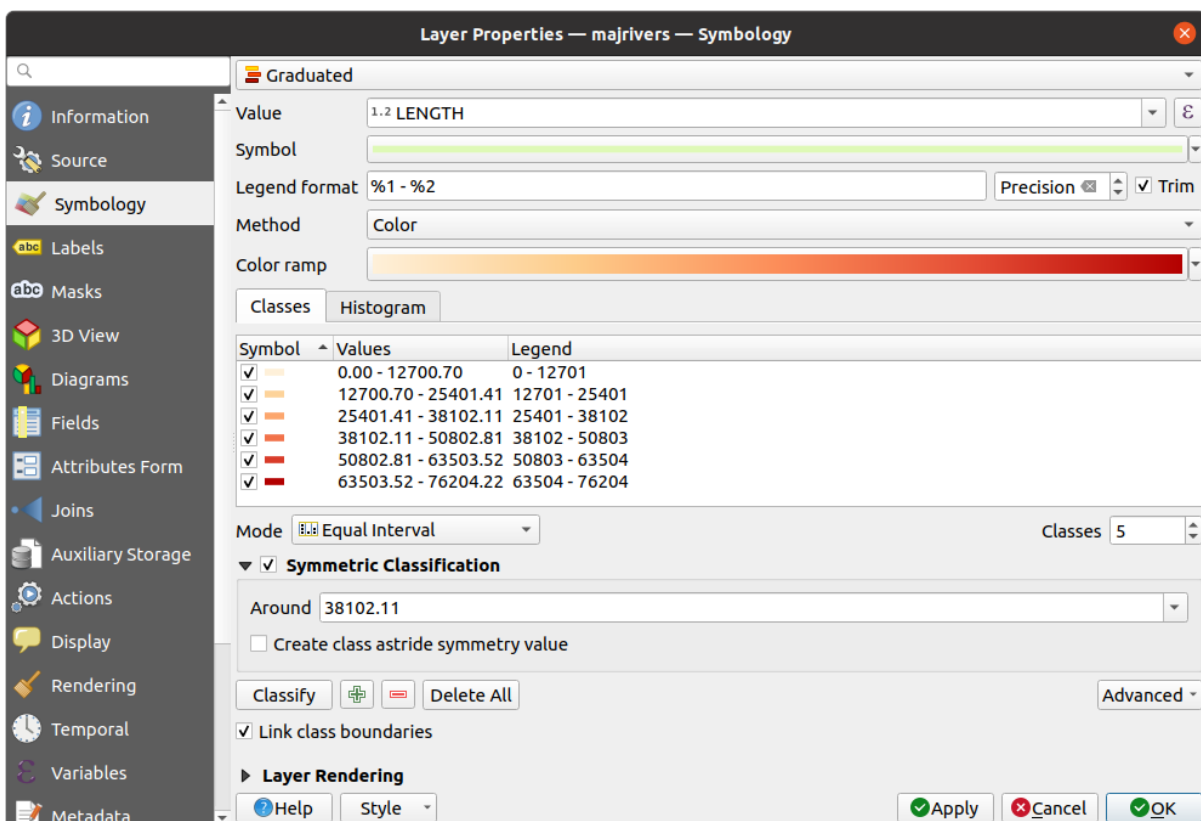 Layer Properties — majrivers — Symbology
Information
Source
Symbology
abc Labels
abc Masks
3D View
Diagrams
Fields
Attributes Form
Joins
Auxiliary Storage
Actions
Display
Rendering
Temporal
ε Variables
Metadata
Graduated
Value 1.2 LENGTH ε
Symbol
Legend format %1 - %2 Precision Trim
Method Color
Color ramp
Classes Histogram
Symbol Values Legend
0.00 - 12700.70 0 - 12701
12700.70 - 25401.41 12701 - 25401
25401.41 - 38102.11 25401 - 38102
38102.11 - 50802.81 38102 - 50803
50802.81 - 63503.52 50803 - 63504
63503.52 - 76204.22 63504 - 76204
Mode Equal Interval Classes 5
Symmetric Classification
Around 38102.11
Create class astride symmetry value
Classify Delete All Advanced
Link class boundaries
Layer Rendering
Help Style Apply Cancel OK